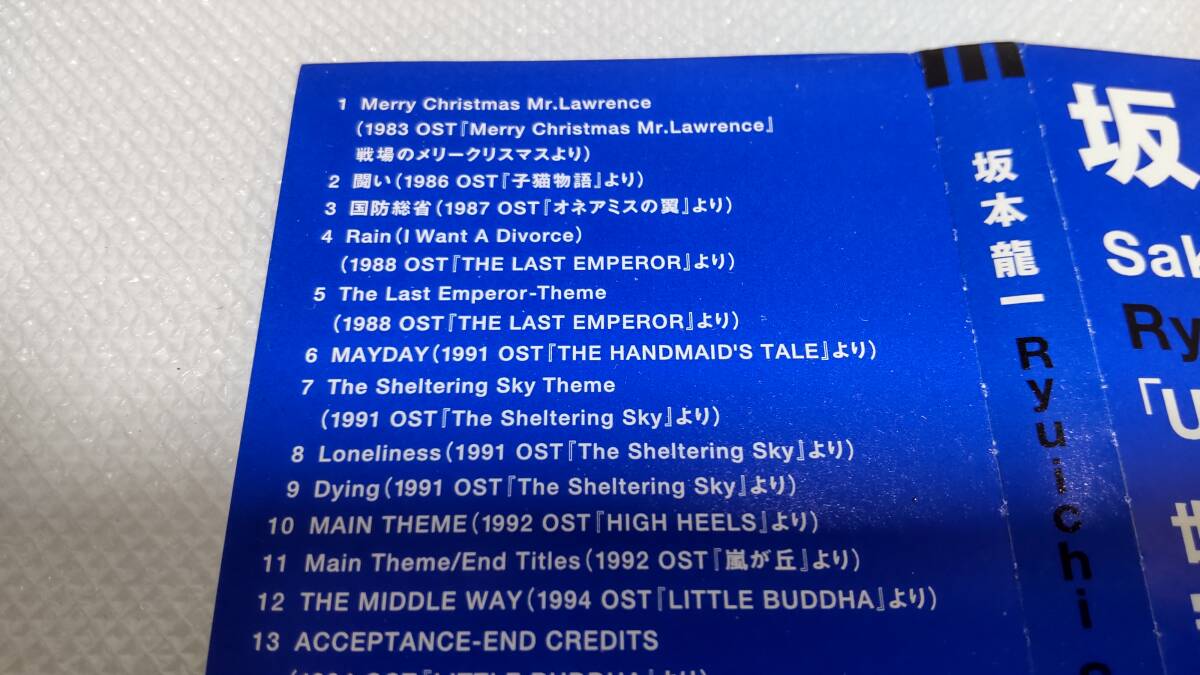 1 Merry Christmas Mr.Lawrence
(1983 OST『Merry Christmas Mr.Lawrence』
戦場のメリークリスマスより)
2 闘い(1986 OST『子猫物語』より)
3 国防総省(1987 OST『オネアミスの翼』より)
4 Rain(I Want A Divorce)
(1988 OST『THE LAST EMPEROR』より)
5 The Last Emperor-Theme
(1988 OST『THE LAST EMPEROR』より)
6 MAYDAY(1991 OST『THE HANDMAID'S TALE』より)
7 The Sheltering Sky Theme
(1991 OST『The Sheltering Sky』より)
8 Loneliness(1991 OST『The Sheltering Sky』より)
9 Dying(1991 OST『The Sheltering Sky』より)
10 MAIN THEME(1992 OST『HIGH HEELS』より)
11 Main Theme/End Titles(1992 OST『嵐が丘』より)
12 THE MIDDLE WAY(1994 OST『LITTLE BUDDHA』より)
13 ACCEPTANCE-END CREDITS
(1994 OST『LITTLE BUDDHA』より)
坂本龍一 Ryuichi
坂
Sak
Ry
「U